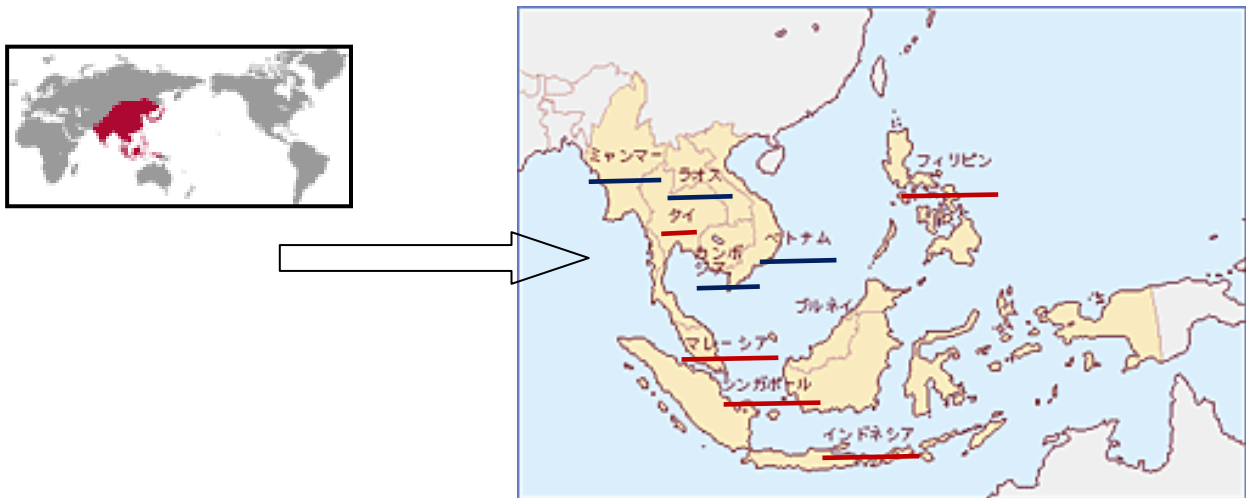 ミャンマー
ラオス
フィリピン
タイ
ベトナム
カンボ
ジア
ブルネイ
マレーシア
シンガポール
インドネシア